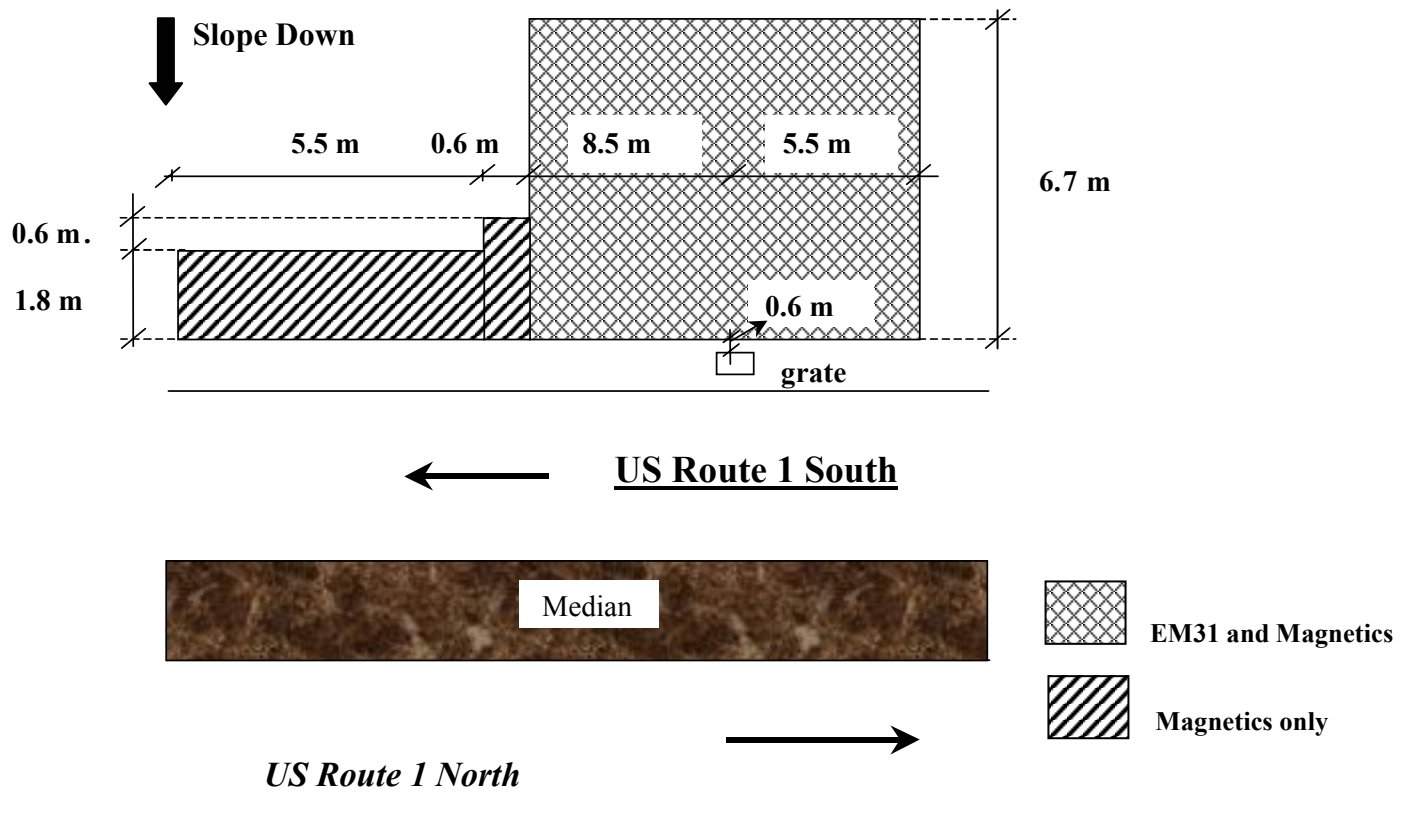 Slope Down
5.5 m
0.6 m
8.5 m
5.5 m
6.7 m
0.6 m.
1.8 m
0.6 m
grate
US Route 1 South
Median
EM31 and Magnetics
Magnetics only
US Route 1 North